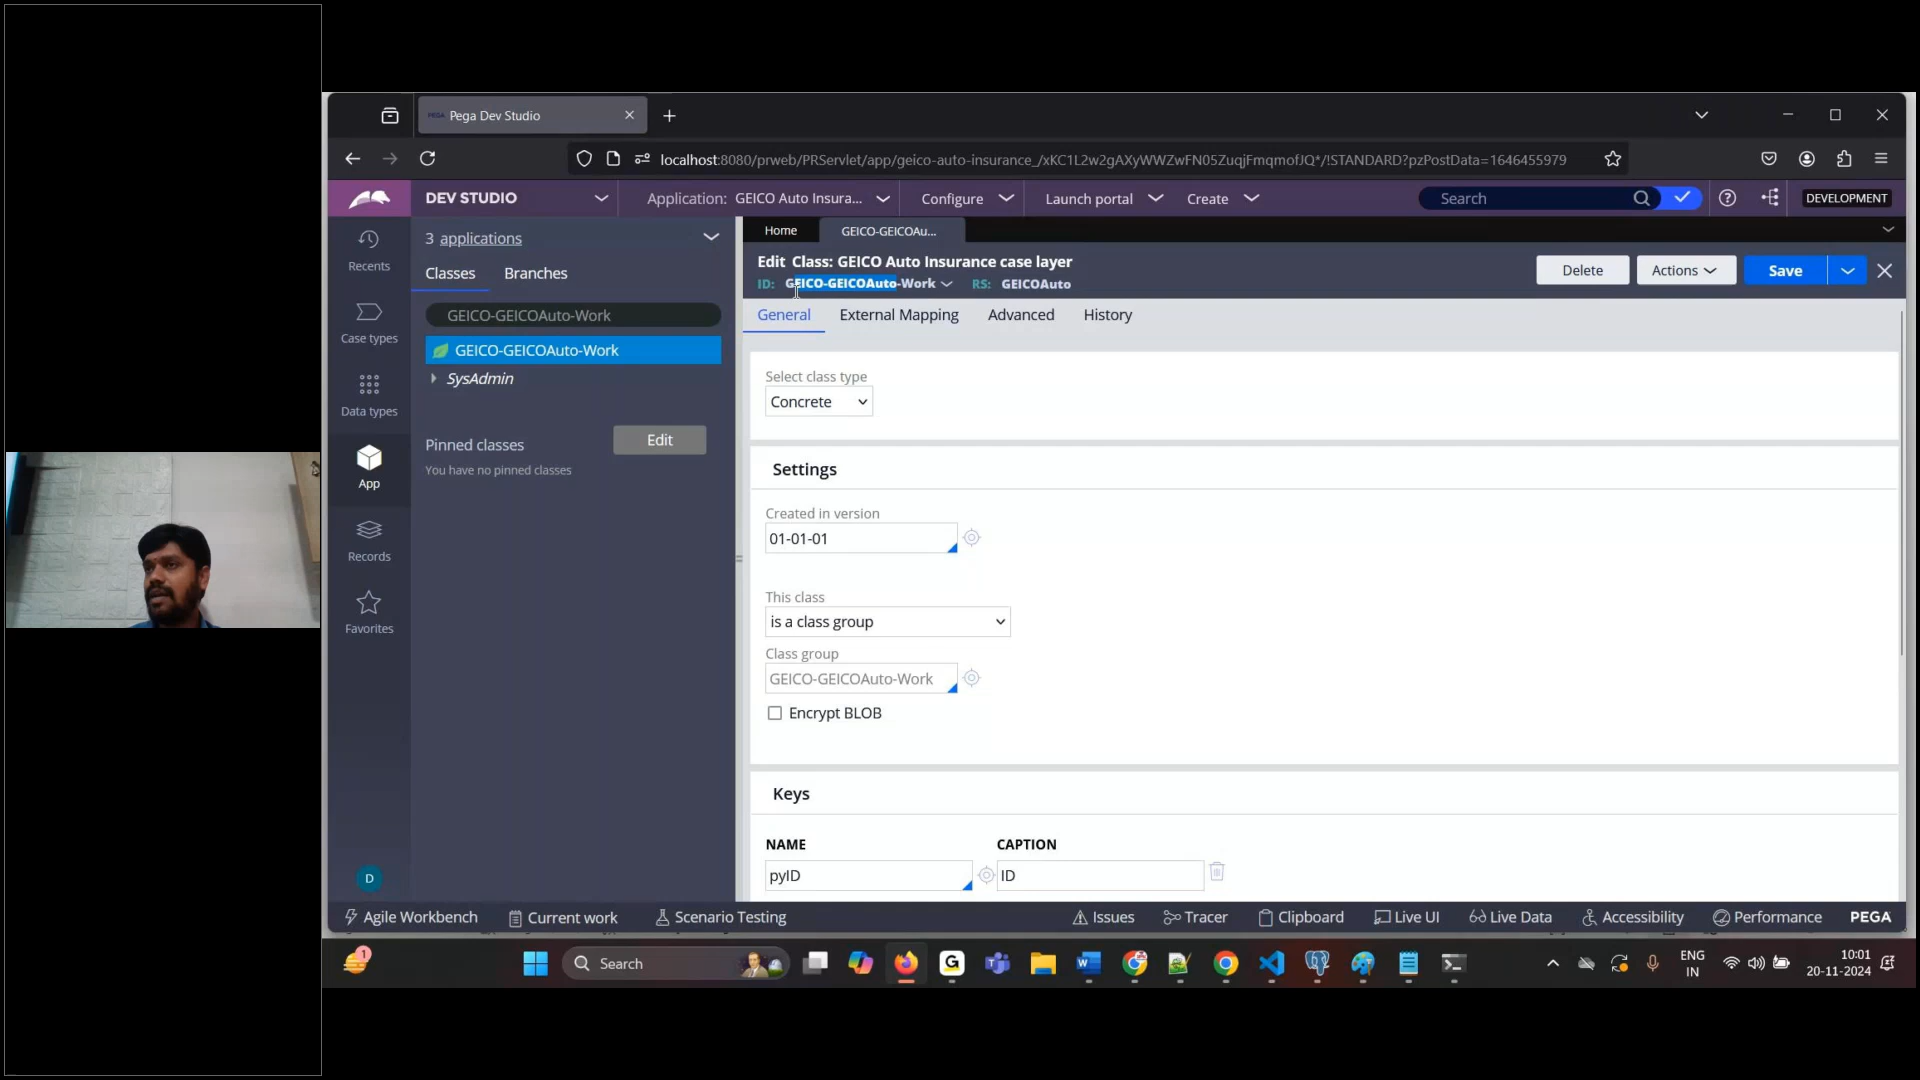 Pega Dev Studio
localhost:8080/prweb/PRServlet/app/geico-auto-insurance_/xKC1L2w2gAXyWWZwFN05ZuqjFmqmofJQ*/!STANDARD?pzPostData=1646455979
DEV STUDIO
Application: GEICO Auto Insura...
Configure
Launch portal
Create
Search
DEVELOPMENT
Recents
Case types
Data types
App
Records
Favorites
D
3 applications
Classes
Branches
GEICO-GEICOAuto-Work
GEICO-GEICOAuto-Work
SysAdmin
Pinned classes
Edit
You have no pinned classes
Home
GEICO-GEICOAu...
Edit Class: GEICO Auto Insurance case layer
ID: GEICO-GEICOAuto-Work RS: GEICOAuto
Delete
Actions
Save
General
External Mapping
Advanced
History
Select class type
Concrete
Settings
Created in version
01-01-01
This class
is a class group
Class group
GEICO-GEICOAuto-Work
Encrypt BLOB
Keys
NAME CAPTION
pyID ID
Agile Workbench
Current work
Scenario Testing
Issues
Tracer
Clipboard
Live UI
Live Data
Accessibility
Performance
PEGA
1
Search
ENG
IN
10:01
20-11-2024